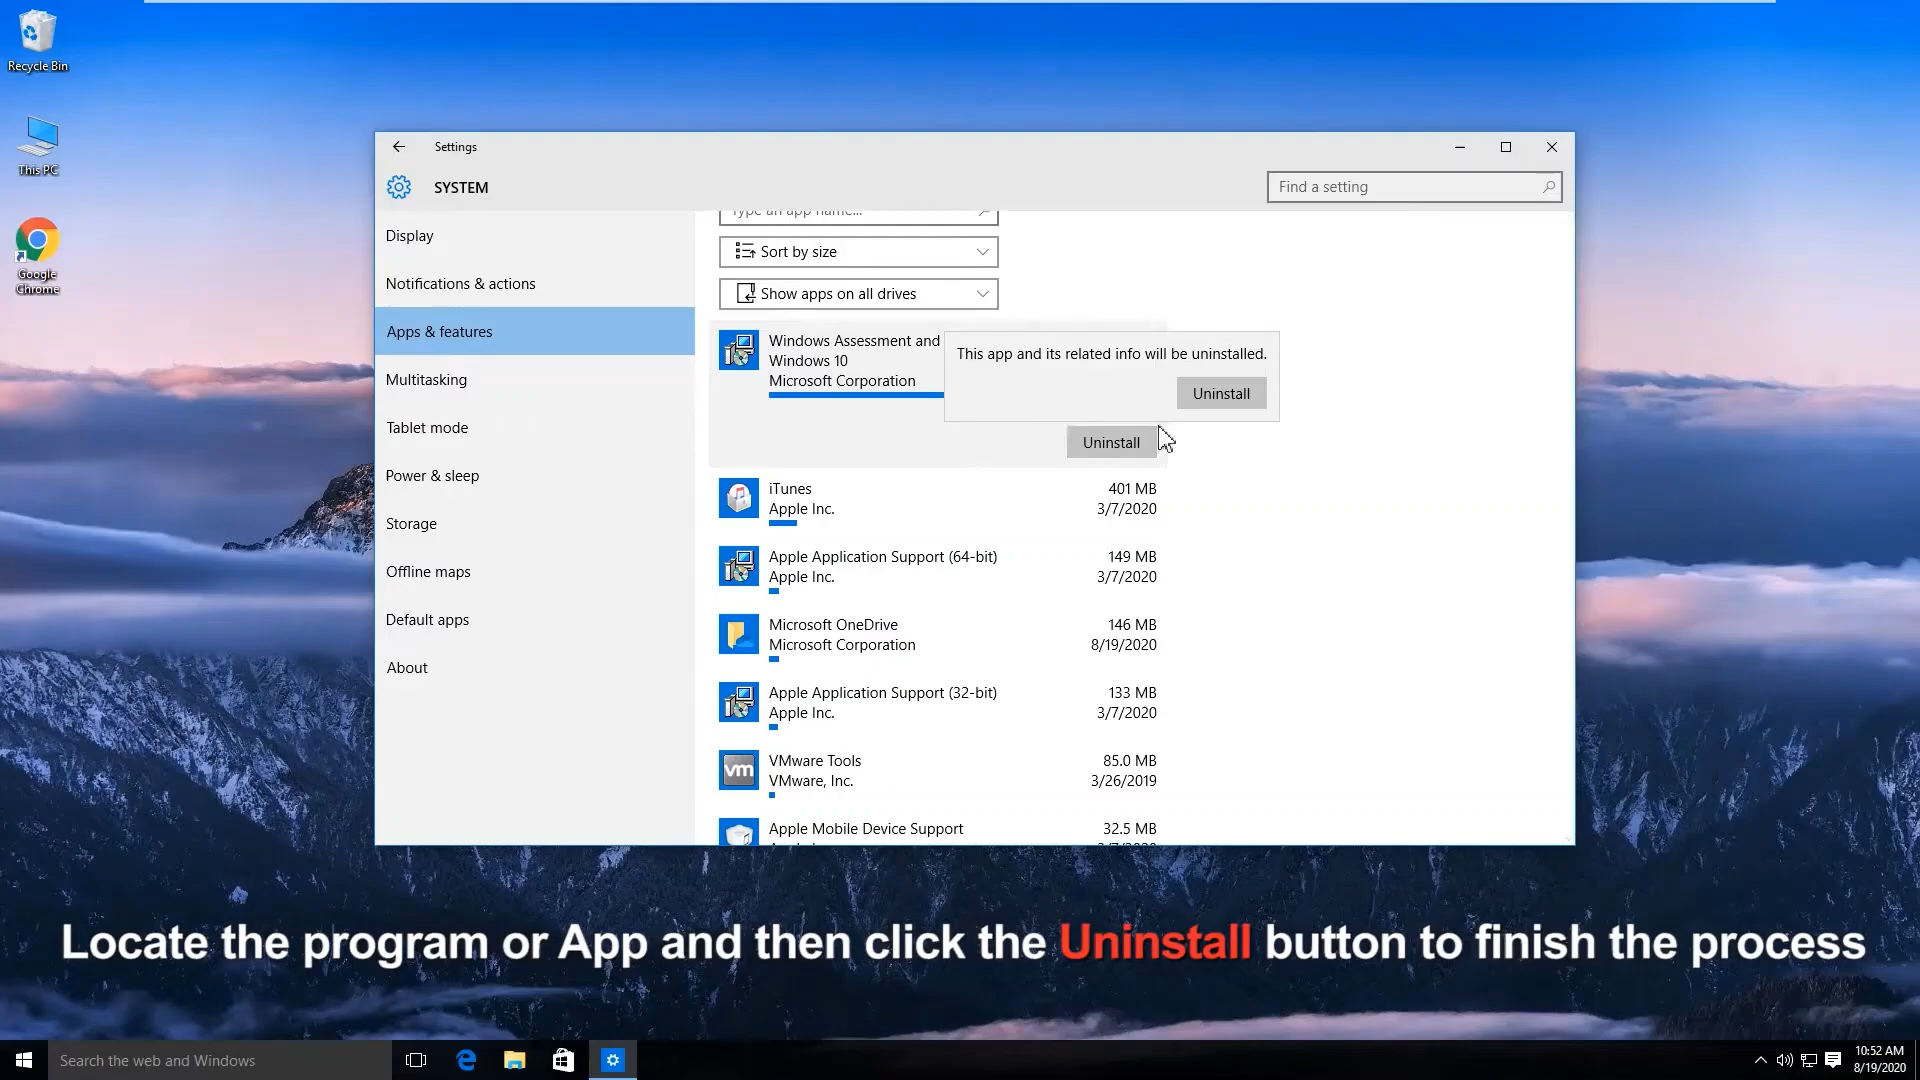 Recycle Bin
This PC
Google
Chrome
Settings
SYSTEM
Find a setting
Display
Notifications & actions
Apps & features
Multitasking
Tablet mode
Power & sleep
Storage
Offline maps
Default apps
About
Type an app name...
Sort by size
Show apps on all drives
Windows Assessment and
Windows 10
Microsoft Corporation
This app and its related info will be uninstalled.
Uninstall
Uninstall
iTunes 401 MB
Apple Inc. 3/7/2020
Apple Application Support (64-bit) 149 MB
Apple Inc. 3/7/2020
Microsoft OneDrive 146 MB
Microsoft Corporation 8/19/2020
Apple Application Support (32-bit) 133 MB
Apple Inc. 3/7/2020
vm
VMware Tools 85.0 MB
VMware, Inc. 3/26/2019
Apple Mobile Device Support 32.5 MB
Locate the program or App and then click the Uninstall button to finish the process
Search the web and Windows
10:52 AM
8/19/2020